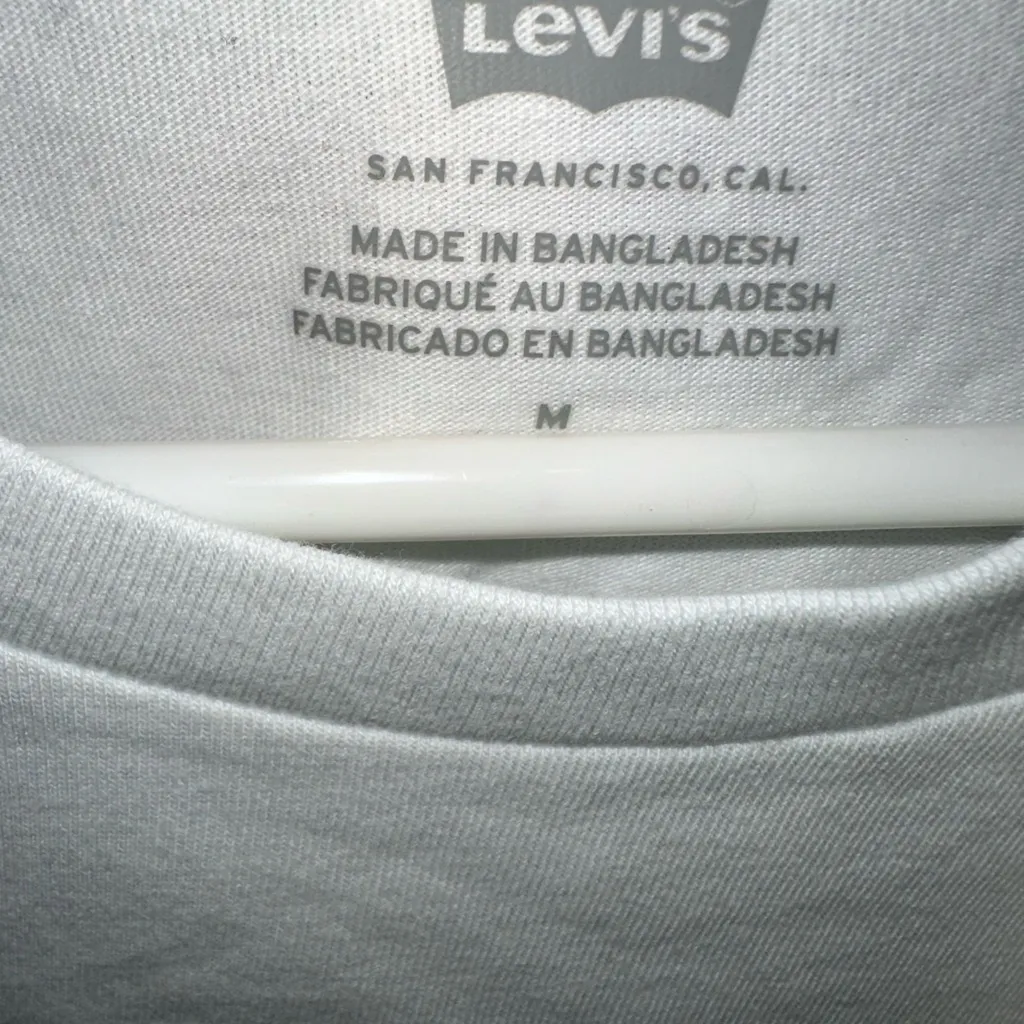 Levi's
SAN FRANCISCO, CAL.
MADE IN BANGLADESH
FABRIQUÉ AU BANGLADESH
FABRICADO EN BANGLADESH
M